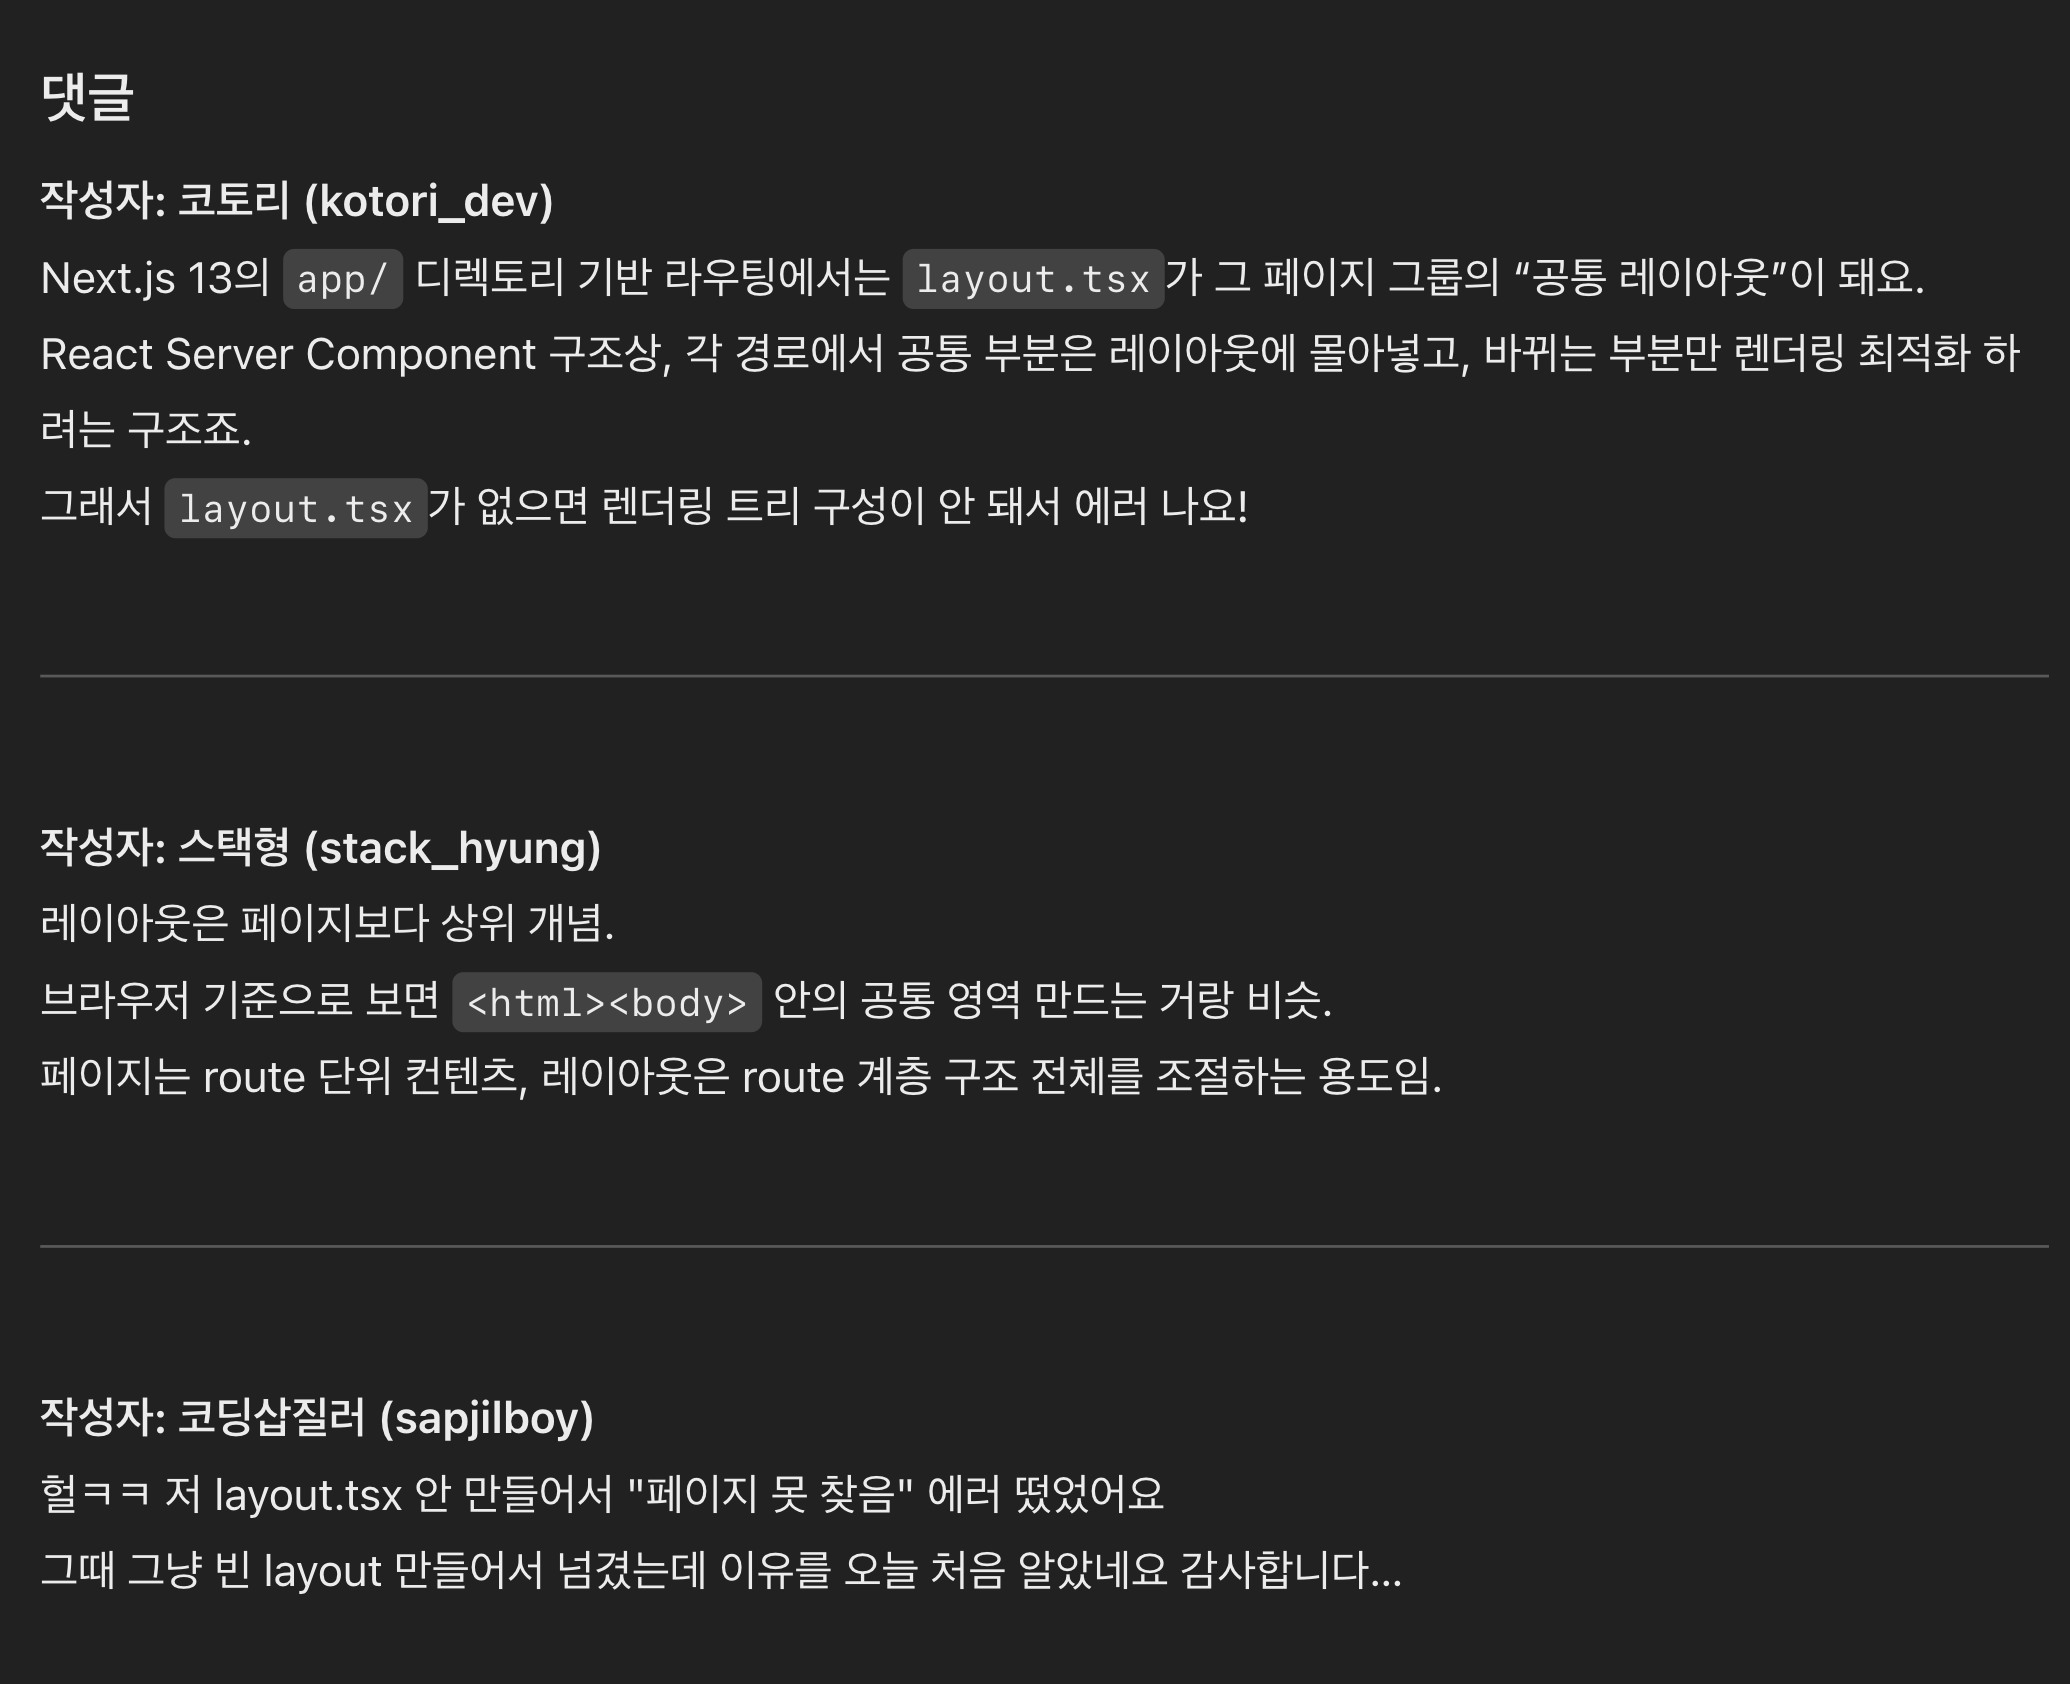 댓글
작성자: 코토리 (kotori_dev)
Next.js 13의 app/ 디렉토리 기반 라우팅에서는 layout.tsx가 그 페이지 그룹의 “공통 레이아웃”이 돼요.
React Server Component 구조상, 각 경로에서 공통 부분은 레이아웃에 몰아넣고, 바뀌는 부분만 렌더링 최적화 하
려는 구조죠.
그래서 layout.tsx가 없으면 렌더링 트리 구성이 안 돼서 에러 나요!
작성자: 스택형 (stack_hyung)
레이아웃은 페이지보다 상위 개념.
브라우저 기준으로 보면 <html><body> 안의 공통 영역 만드는 거랑 비슷.
페이지는 route 단위 컨텐츠, 레이아웃은 route 계층 구조 전체를 조절하는 용도임.
작성자: 코딩삽질러 (sapjilboy)
헐ㅋㅋ 저 layout.tsx 안 만들어서 "페이지 못 찾음" 에러 떴었어요
그때 그냥 빈 layout 만들어서 넘겼는데 이유를 오늘 처음 알았네요 감사합니다...